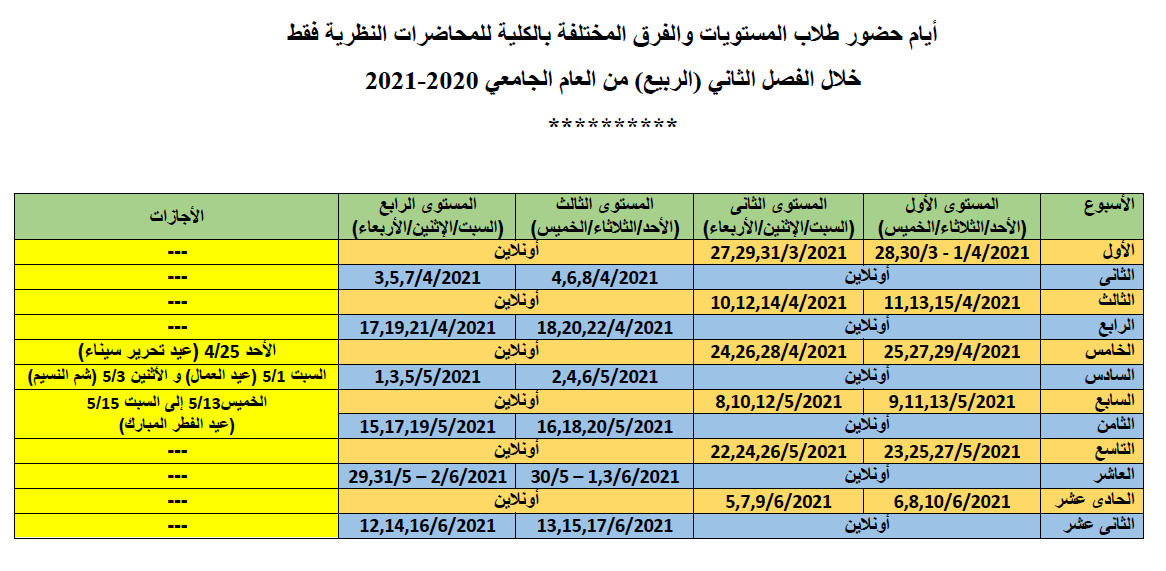 أيام حضور طلاب المستويات والفرق المختلفة بالكلية للمحاضرات النظرية فقط
خلال الفصل الثاني (الربيع) من العام الجامعي 2020-2021
**********
الأسبوع
المستوى الأول
(الأحد/الثلاثاء/الخميس)
المستوى الثانى
(السبت/الإثنين/الأربعاء)
المستوى الثالث
(الأحد/الثلاثاء/الخميس)
المستوى الرابع
(السبت/الإثنين/الأربعاء)
الأجازات
الأول
28,30/3 - 1/4/2021
27,29,31/3/2021
أونلاين
---
الثانى
أونلاين
4,6,8/4/2021
3,5,7/4/2021
---
الثالث
11,13,15/4/2021
10,12,14/4/2021
أونلاين
---
الرابع
أونلاين
18,20,22/4/2021
17,19,21/4/2021
---
الخامس
25,27,29/4/2021
24,26,28/4/2021
أونلاين
الأحد 4/25 (عيد تحرير سيناء)
السادس
أونلاين
2,4,6/5/2021
1,3,5/5/2021
السبت 5/1 (عيد العمال) و الأثنين 5/3 (شم النسيم)
السابع
9,11,13/5/2021
8,10,12/5/2021
أونلاين
الخميس5/13 إلى السبت 5/15
(عيد الفطر المبارك)
الثامن
أونلاين
16,18,20/5/2021
15,17,19/5/2021
التاسع
23,25,27/5/2021
22,24,26/5/2021
أونلاين
---
العاشر
أونلاين
30/5 – 1,3/6/2021
29,31/5 – 2/6/2021
---
الحادى عشر
6,8,10/6/2021
5,7,9/6/2021
أونلاين
---
الثانى عشر
أونلاين
13,15,17/6/2021
12,14,16/6/2021
---